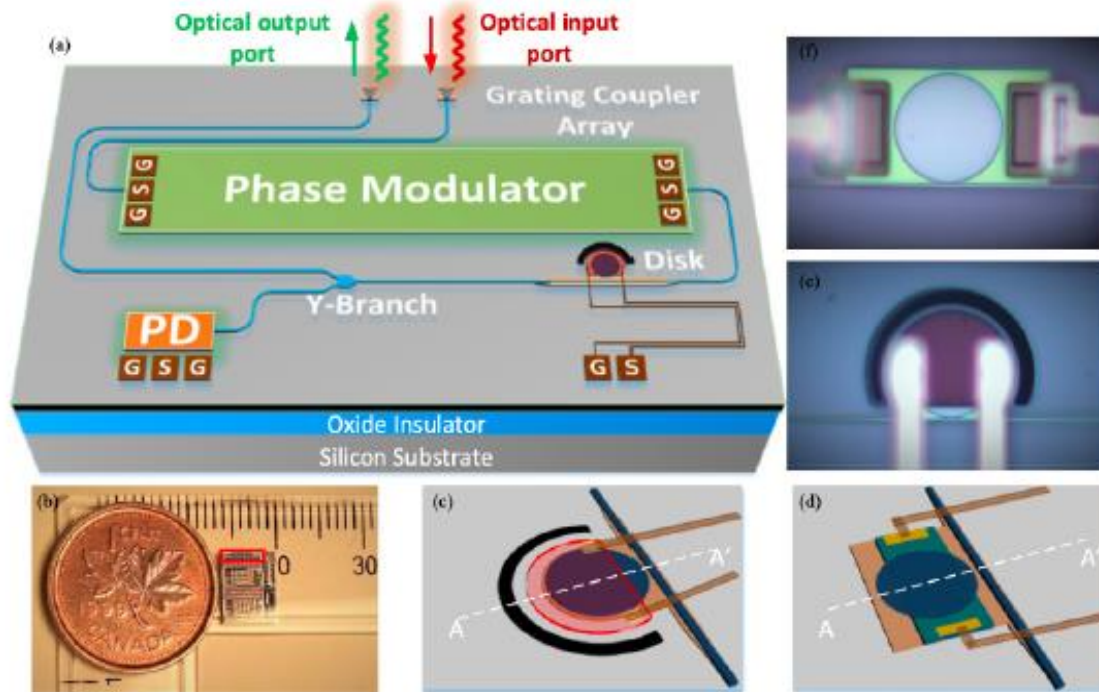 (a)
Optical output
port
Optical input
port
Grating Coupler
Array
Phase Modulator
G
S
G
G
S
G
Disk
Y-Branch
PD
G S G
G S
Oxide Insulator
Silicon Substrate
(f)
(e)
(b)
0
30
1
(c)
A
A'
(d)
A
A'